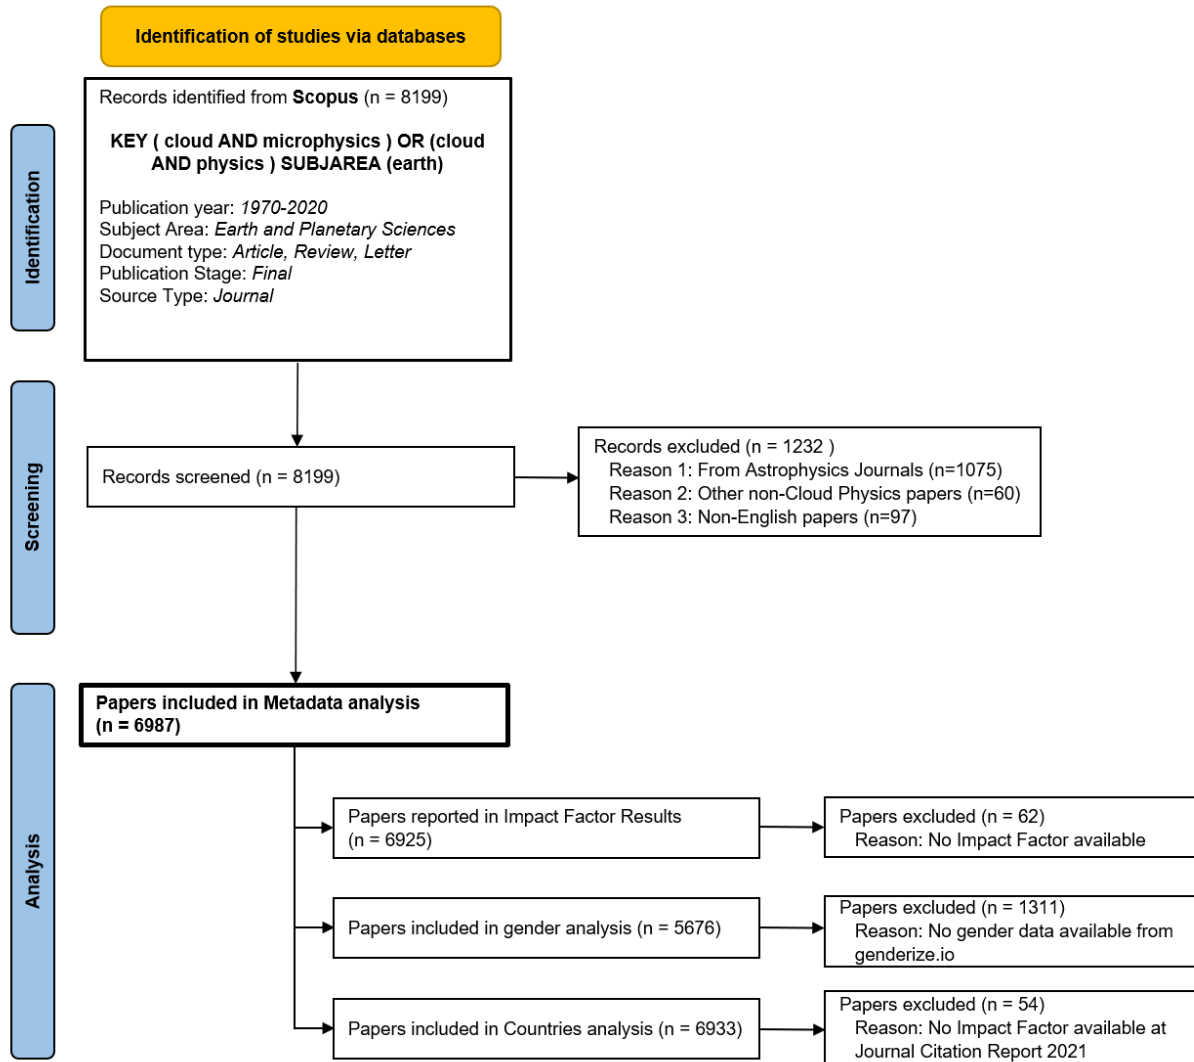 Identification of studies via databases
Identification
Records identified from Scopus (n = 8199)
KEY ( cloud AND microphysics ) OR (cloud
AND physics ) SUBJAREA (earth)
Publication year: 1970-2020
Subject Area: Earth and Planetary Sciences
Document type: Article, Review, Letter
Publication Stage: Final
Source Type: Journal
Screening
Records screened (n = 8199)
Records excluded (n = 1232 )
Reason 1: From Astrophysics Journals (n=1075)
Reason 2: Other non-Cloud Physics papers (n=60)
Reason 3: Non-English papers (n=97)
Analysis
Papers included in Metadata analysis
(n = 6987)
Papers reported in Impact Factor Results
(n = 6925)
Papers excluded (n = 62)
Reason: No Impact Factor available
Papers included in gender analysis (n = 5676)
Papers excluded (n = 1311)
Reason: No gender data available from
genderize.io
Papers included in Countries analysis (n = 6933)
Papers excluded (n = 54)
Reason: No Impact Factor available at
Journal Citation Report 2021